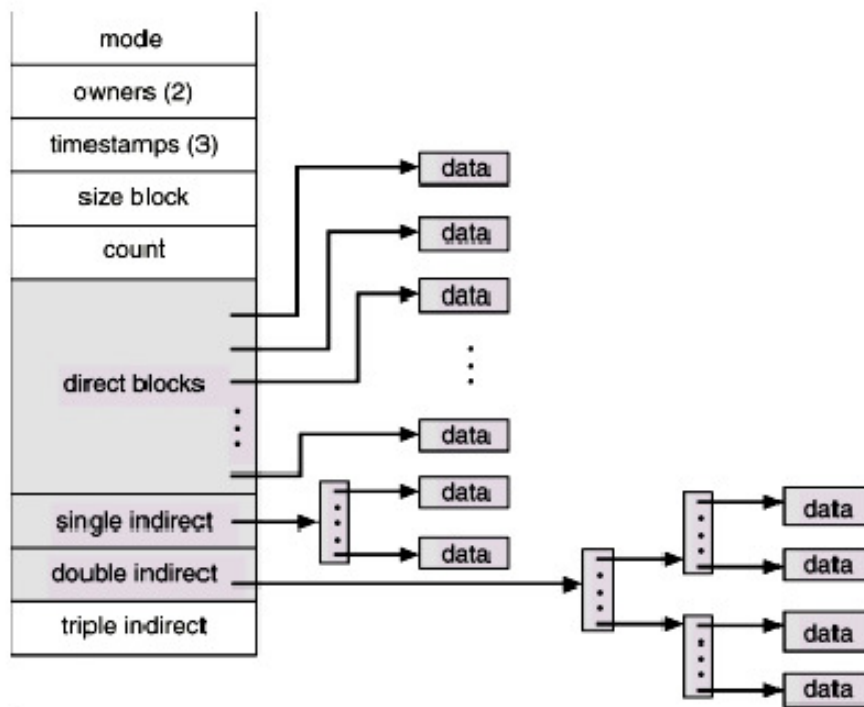 mode
owners (2)
timestamps (3)
size block
count
direct blocks
single indirect
double indirect
triple indirect
data
data
data
data
data
data
data
data
data
data